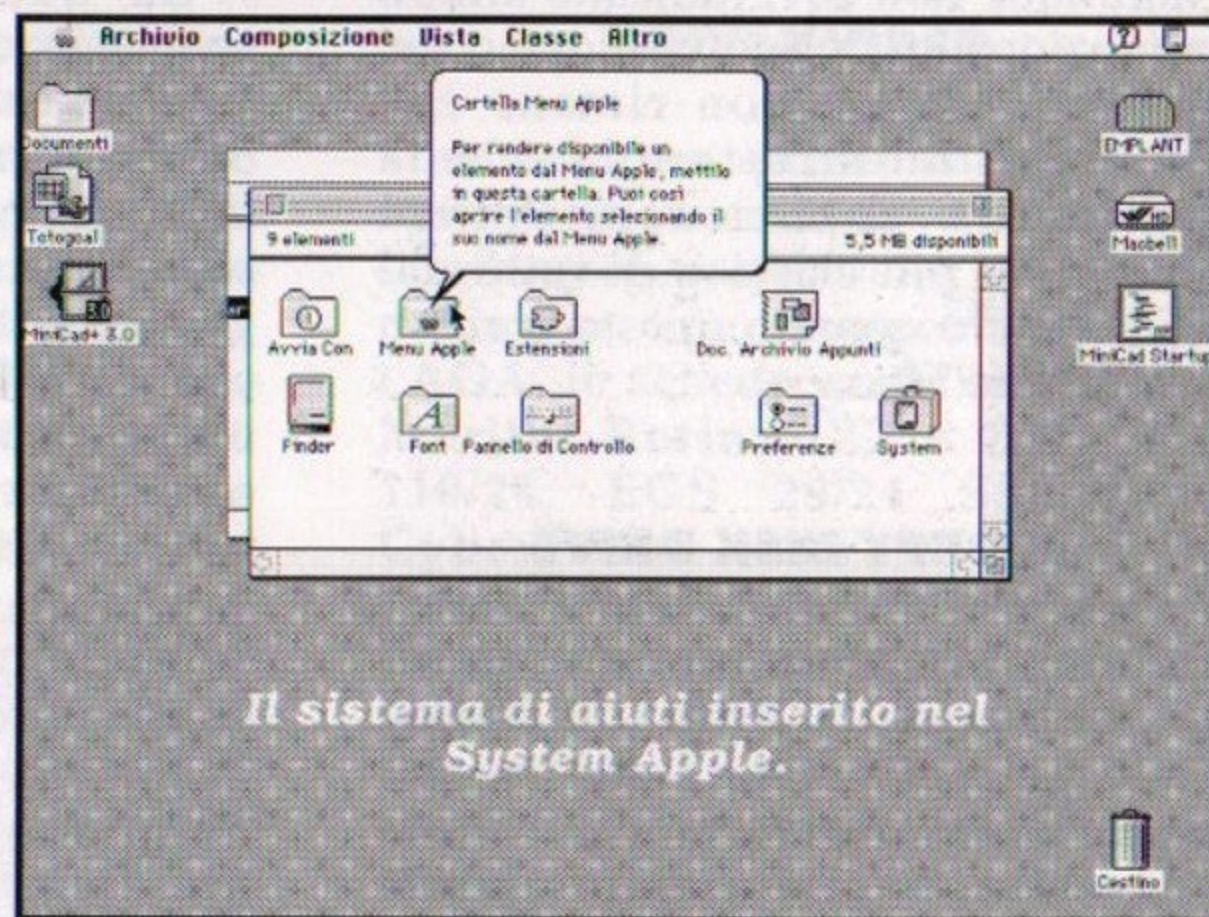 Archivio Composizione Vista Classe Altro
Documenti
Totogoal
MiniCad+ 3.0
Cartella Menu Apple
Per rendere disponibile un
elemento dal Menu Apple, mettilo
in questa cartella. Puoi così
aprire l'elemento selezionando il
suo nome dal Menu Apple.
9 elementi
5,5 MB disponibili
Avvia Con
Menu Apple
Estensioni
Doc. Archivio Appunti
Finder
Font
Pannello di Controllo
Preferenze
System
EMPLANT
HD
Macbell
MiniCad Startup
Il sistema di aiuti inserito nel
System Apple.
Cestino